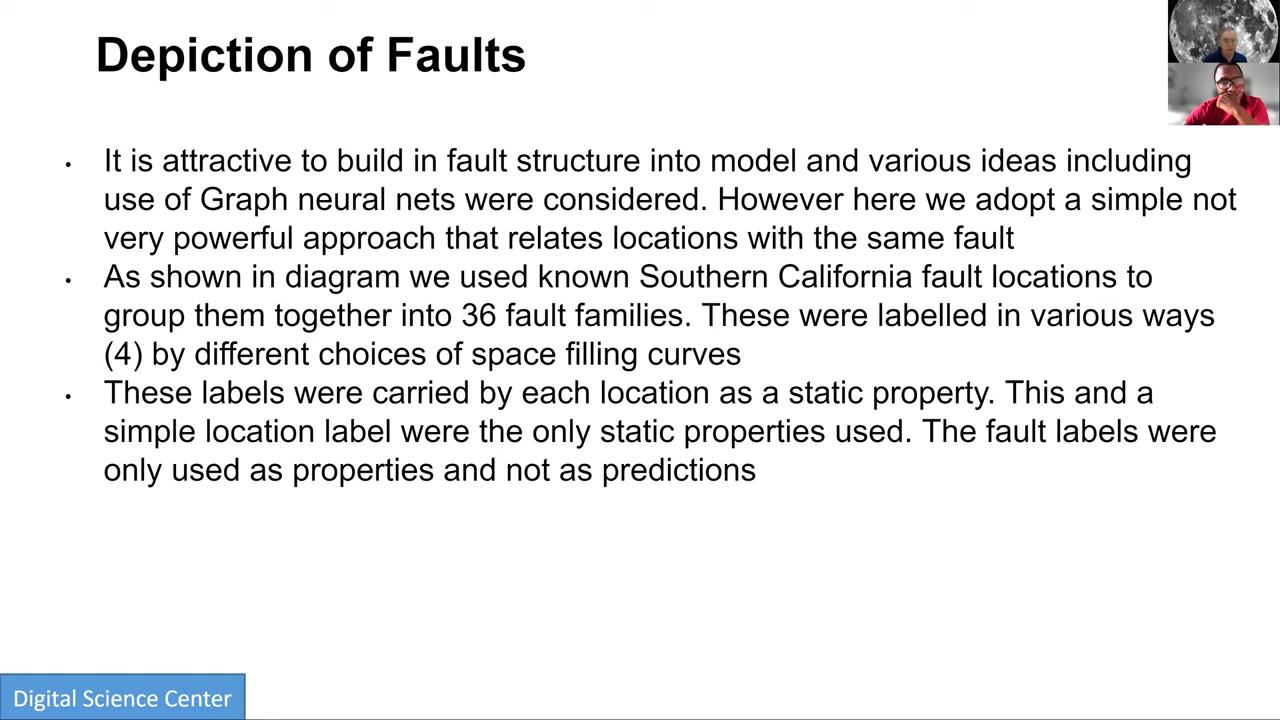 Depiction of Faults
• It is attractive to build in fault structure into model and various ideas including
use of Graph neural nets were considered. However here we adopt a simple not
very powerful approach that relates locations with the same fault
• As shown in diagram we used known Southern California fault locations to
group them together into 36 fault families. These were labelled in various ways
(4) by different choices of space filling curves
• These labels were carried by each location as a static property. This and a
simple location label were the only static properties used. The fault labels were
only used as properties and not as predictions
Digital Science Center